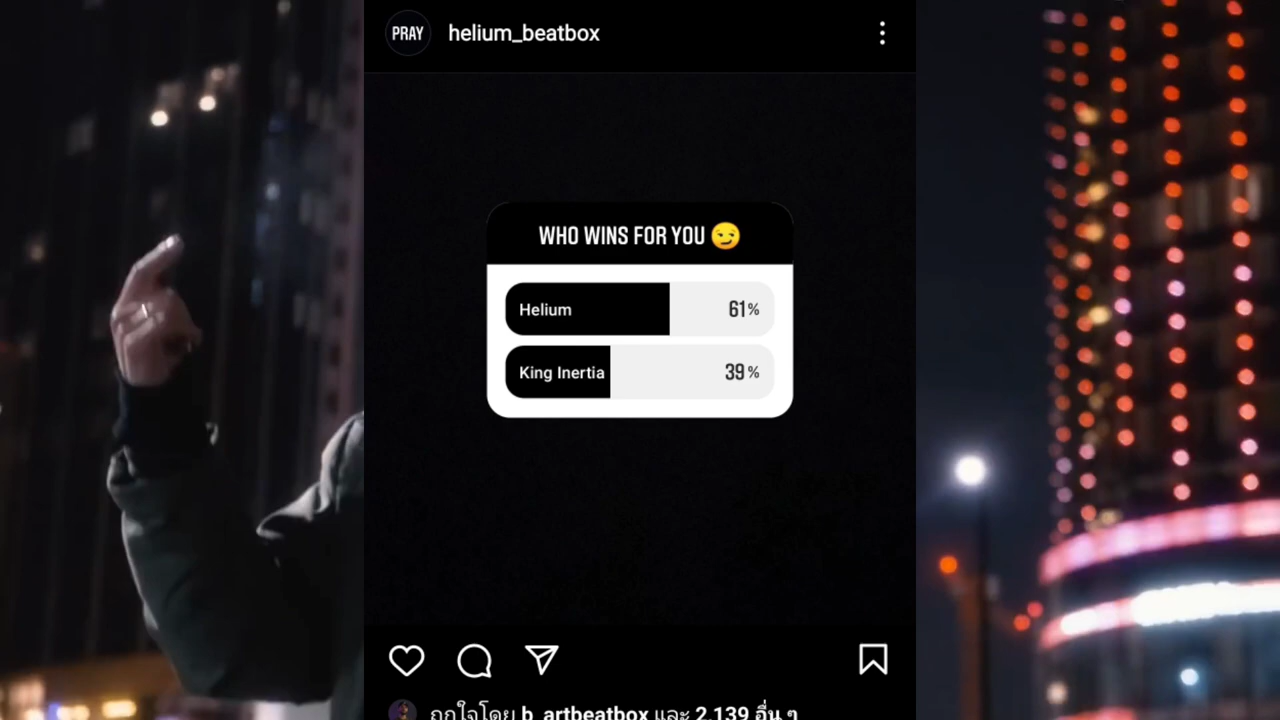 PRAY
helium_beatbox
WHO WINS FOR YOU 😏
Helium 61%
King Inertia 39%
ถูกใจโดย b_artbeatbox และ 2,139 อื่น ๆ